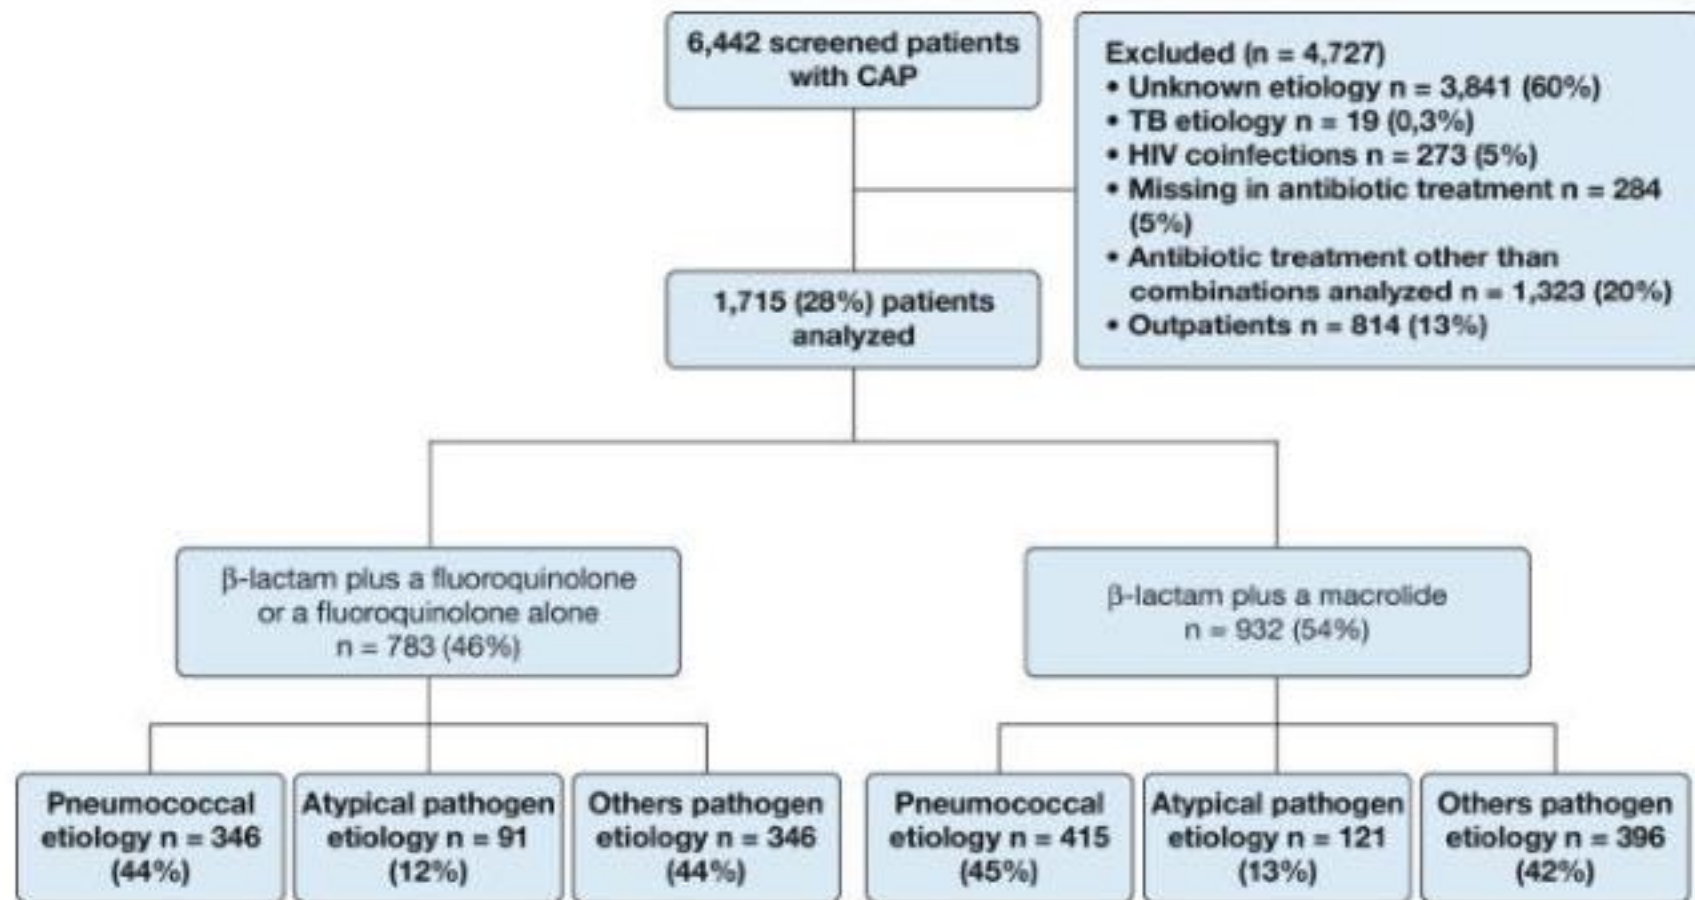 6,442 screened patients
with CAP
Excluded (n = 4,727)
• Unknown etiology n = 3,841 (60%)
• TB etiology n = 19 (0,3%)
• HIV coinfections n = 273 (5%)
• Missing in antibiotic treatment n = 284
(5%)
• Antibiotic treatment other than
combinations analyzed n = 1,323 (20%)
• Outpatients n = 814 (13%)
1,715 (28%) patients
analyzed
β-lactam plus a fluoroquinolone
or a fluoroquinolone alone
n = 783 (46%)
β-lactam plus a macrolide
n = 932 (54%)
Pneumococcal
etiology n = 346
(44%)
Atypical pathogen
etiology n = 91
(12%)
Others pathogen
etiology n = 346
(44%)
Pneumococcal
etiology n = 415
(45%)
Atypical pathogen
etiology n = 121
(13%)
Others pathogen
etiology n = 396
(42%)